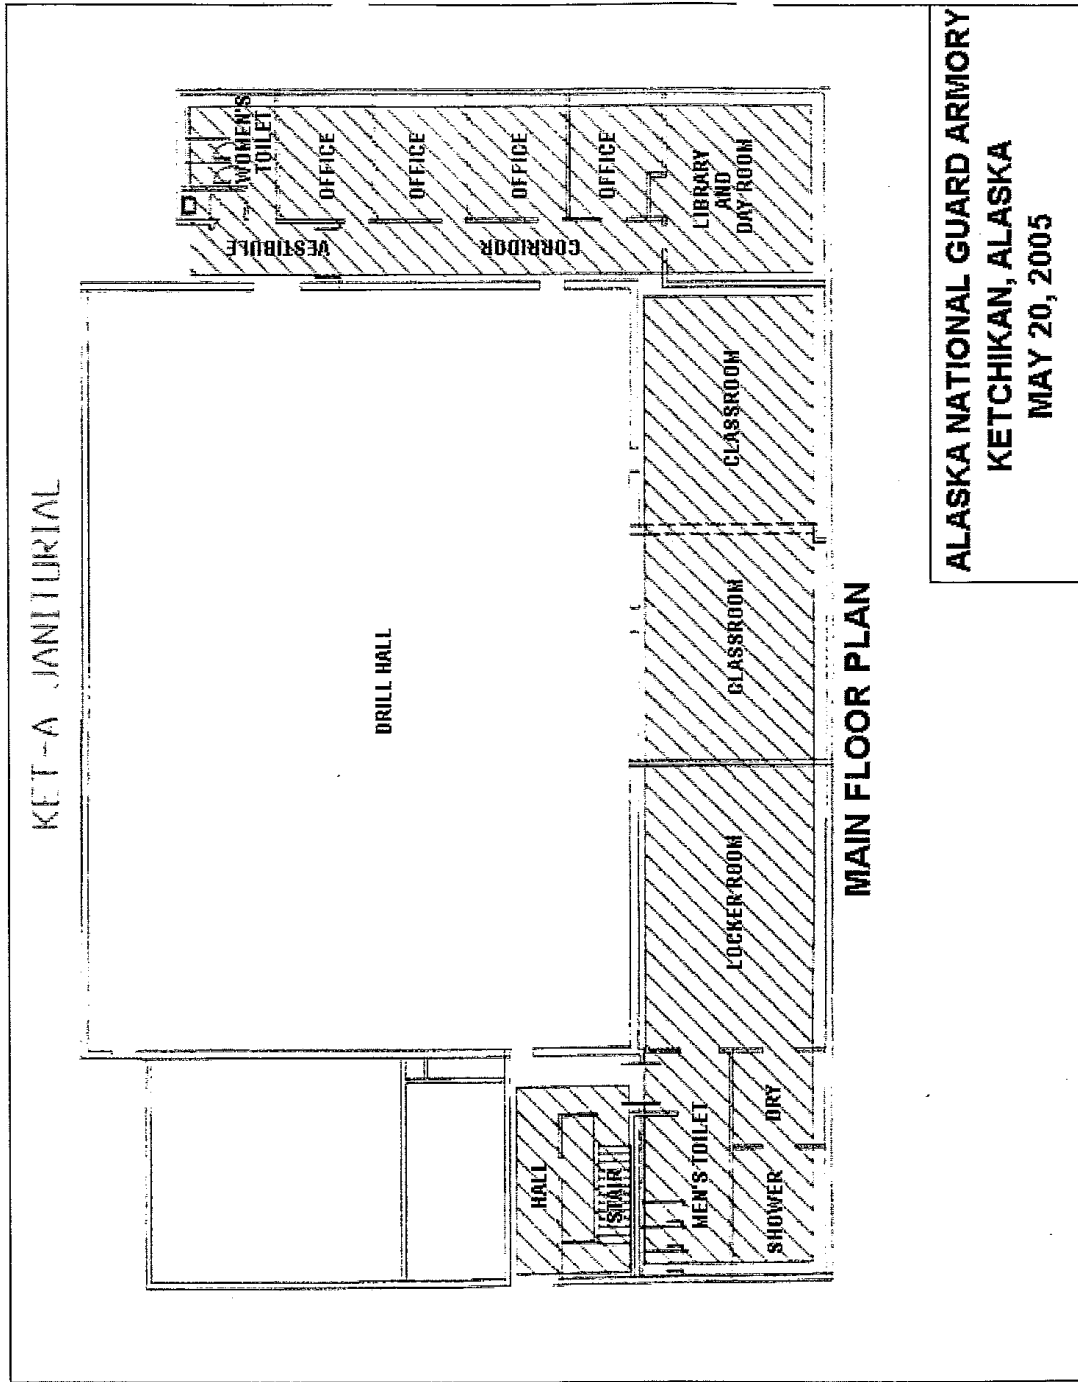 KET-A JANITURIAL
DRILL HALL
WOMEN'S
TOILET
VESTIBULE
OFFICE
OFFICE
CORRIDOR
OFFICE
OFFICE
LIBRARY
AND
DAY ROOM
HALL
STAIR
MEN'S TOILET
SHOWER
DRY
LOCKER ROOM
CLASSROOM
CLASSROOM
MAIN FLOOR PLAN
ALASKA NATIONAL GUARD ARMORY
KETCHIKAN, ALASKA
MAY 20, 2005